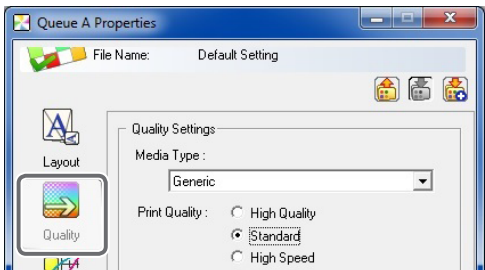 Queue A Properties
File Name: Default Setting
Layout
Quality
Quality Settings
Media Type :
Generic
Print Quality : High Quality
Standard
High Speed